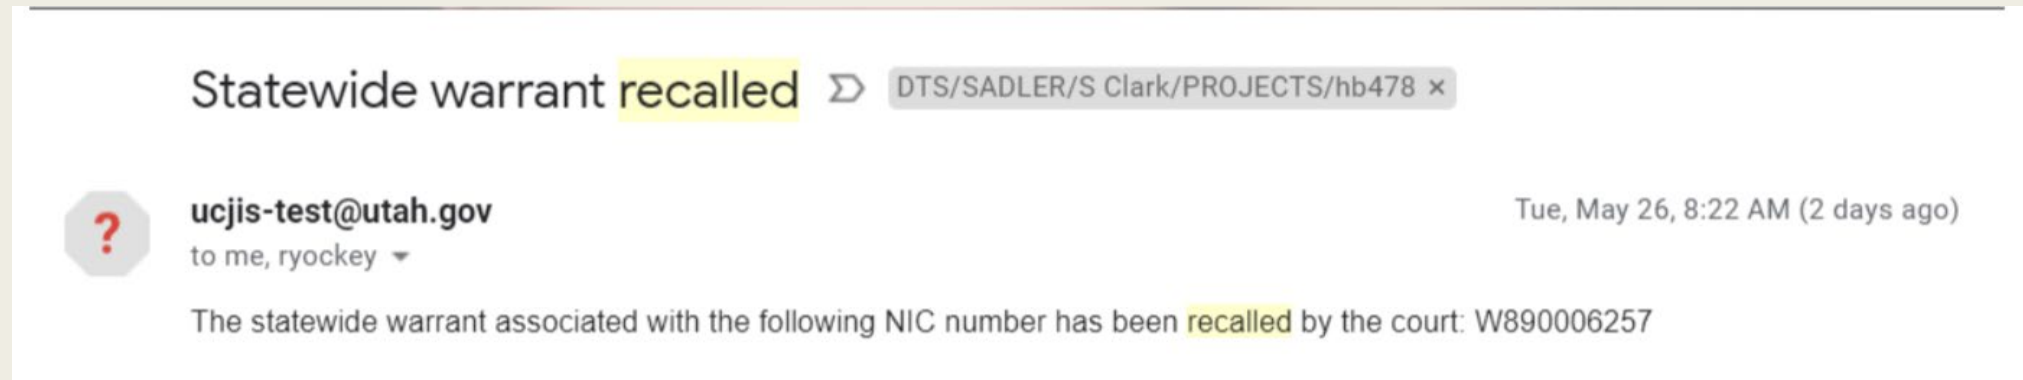 Statewide warrant recalled DTS/SADLER/S Clark/PROJECTS/hb478 ×
?
ucjis-test@utah.gov
Tue, May 26, 8:22 AM (2 days ago)
to me, ryockey
The statewide warrant associated with the following NIC number has been recalled by the court: W890006257